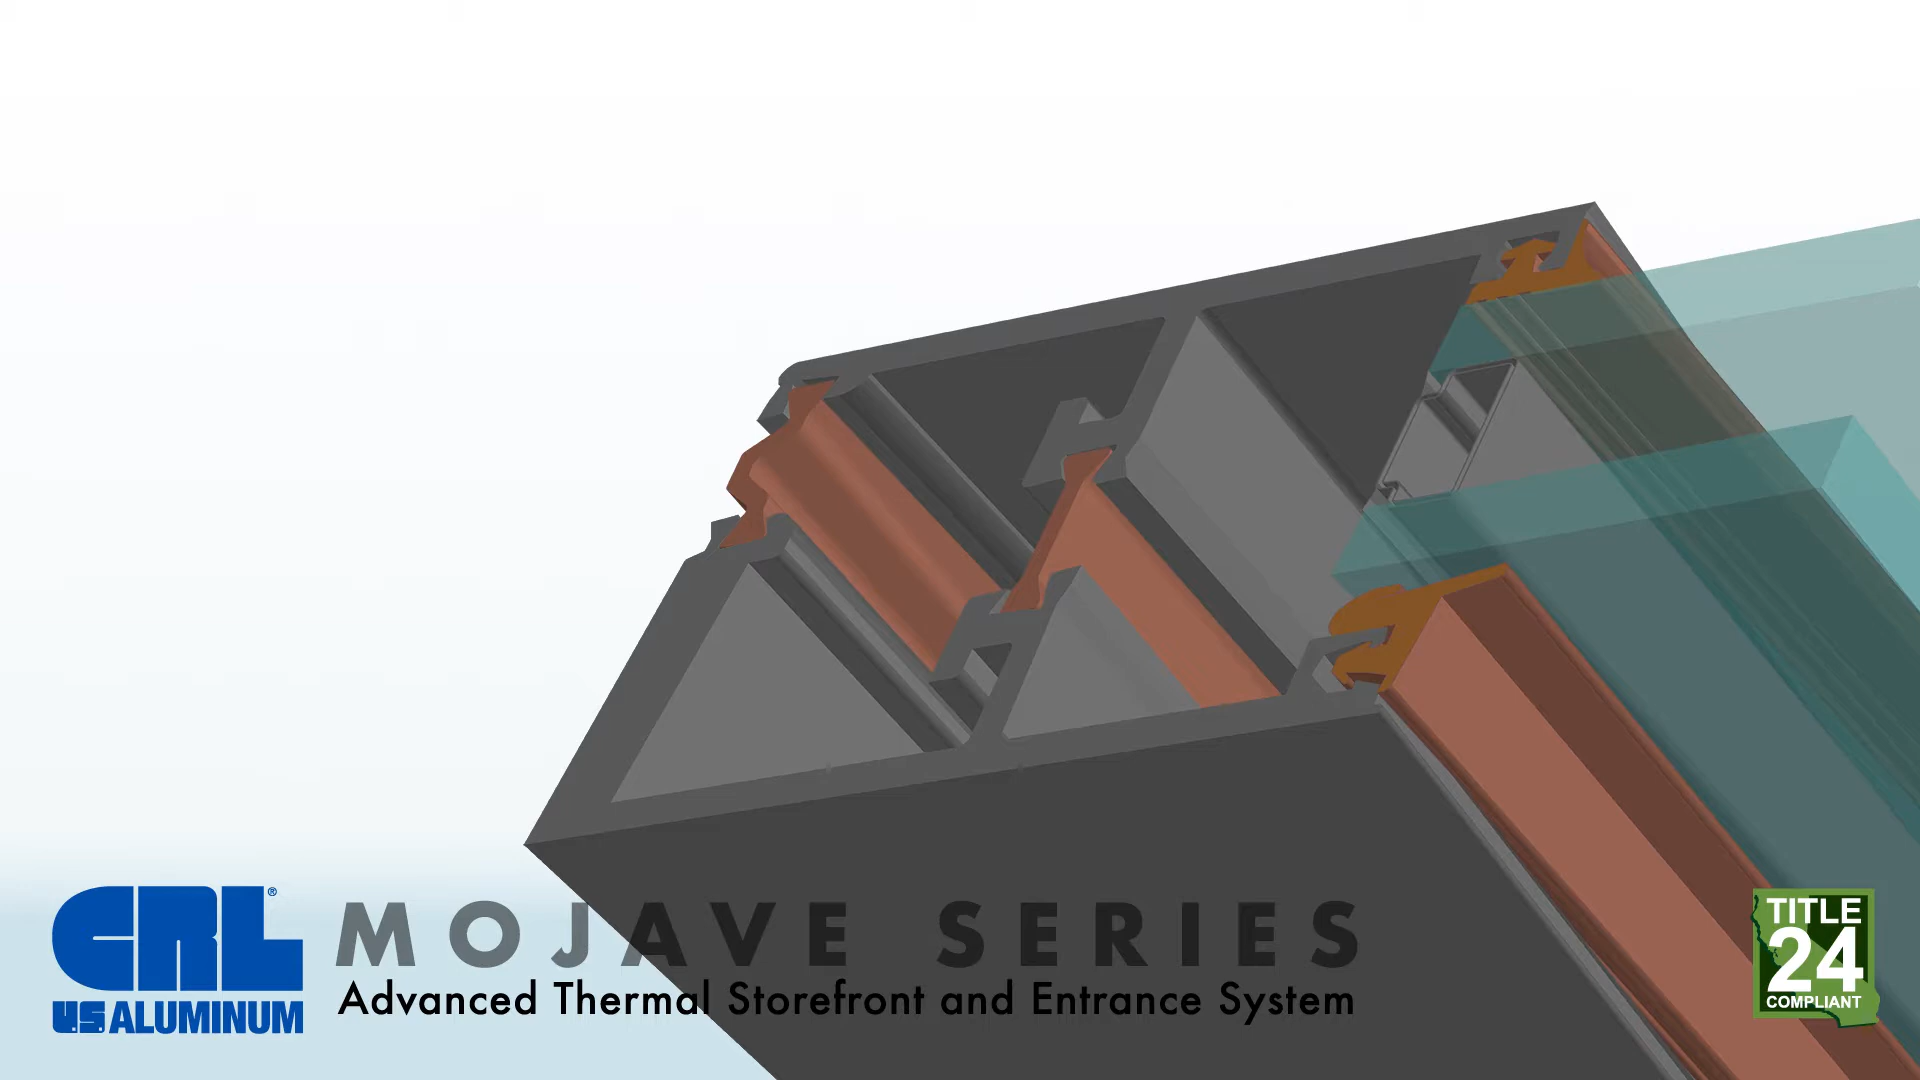 CRL®
U.S. ALUMINUM
MOJAVE SERIES
Advanced Thermal Storefront and Entrance System
TITLE
24
COMPLIANT